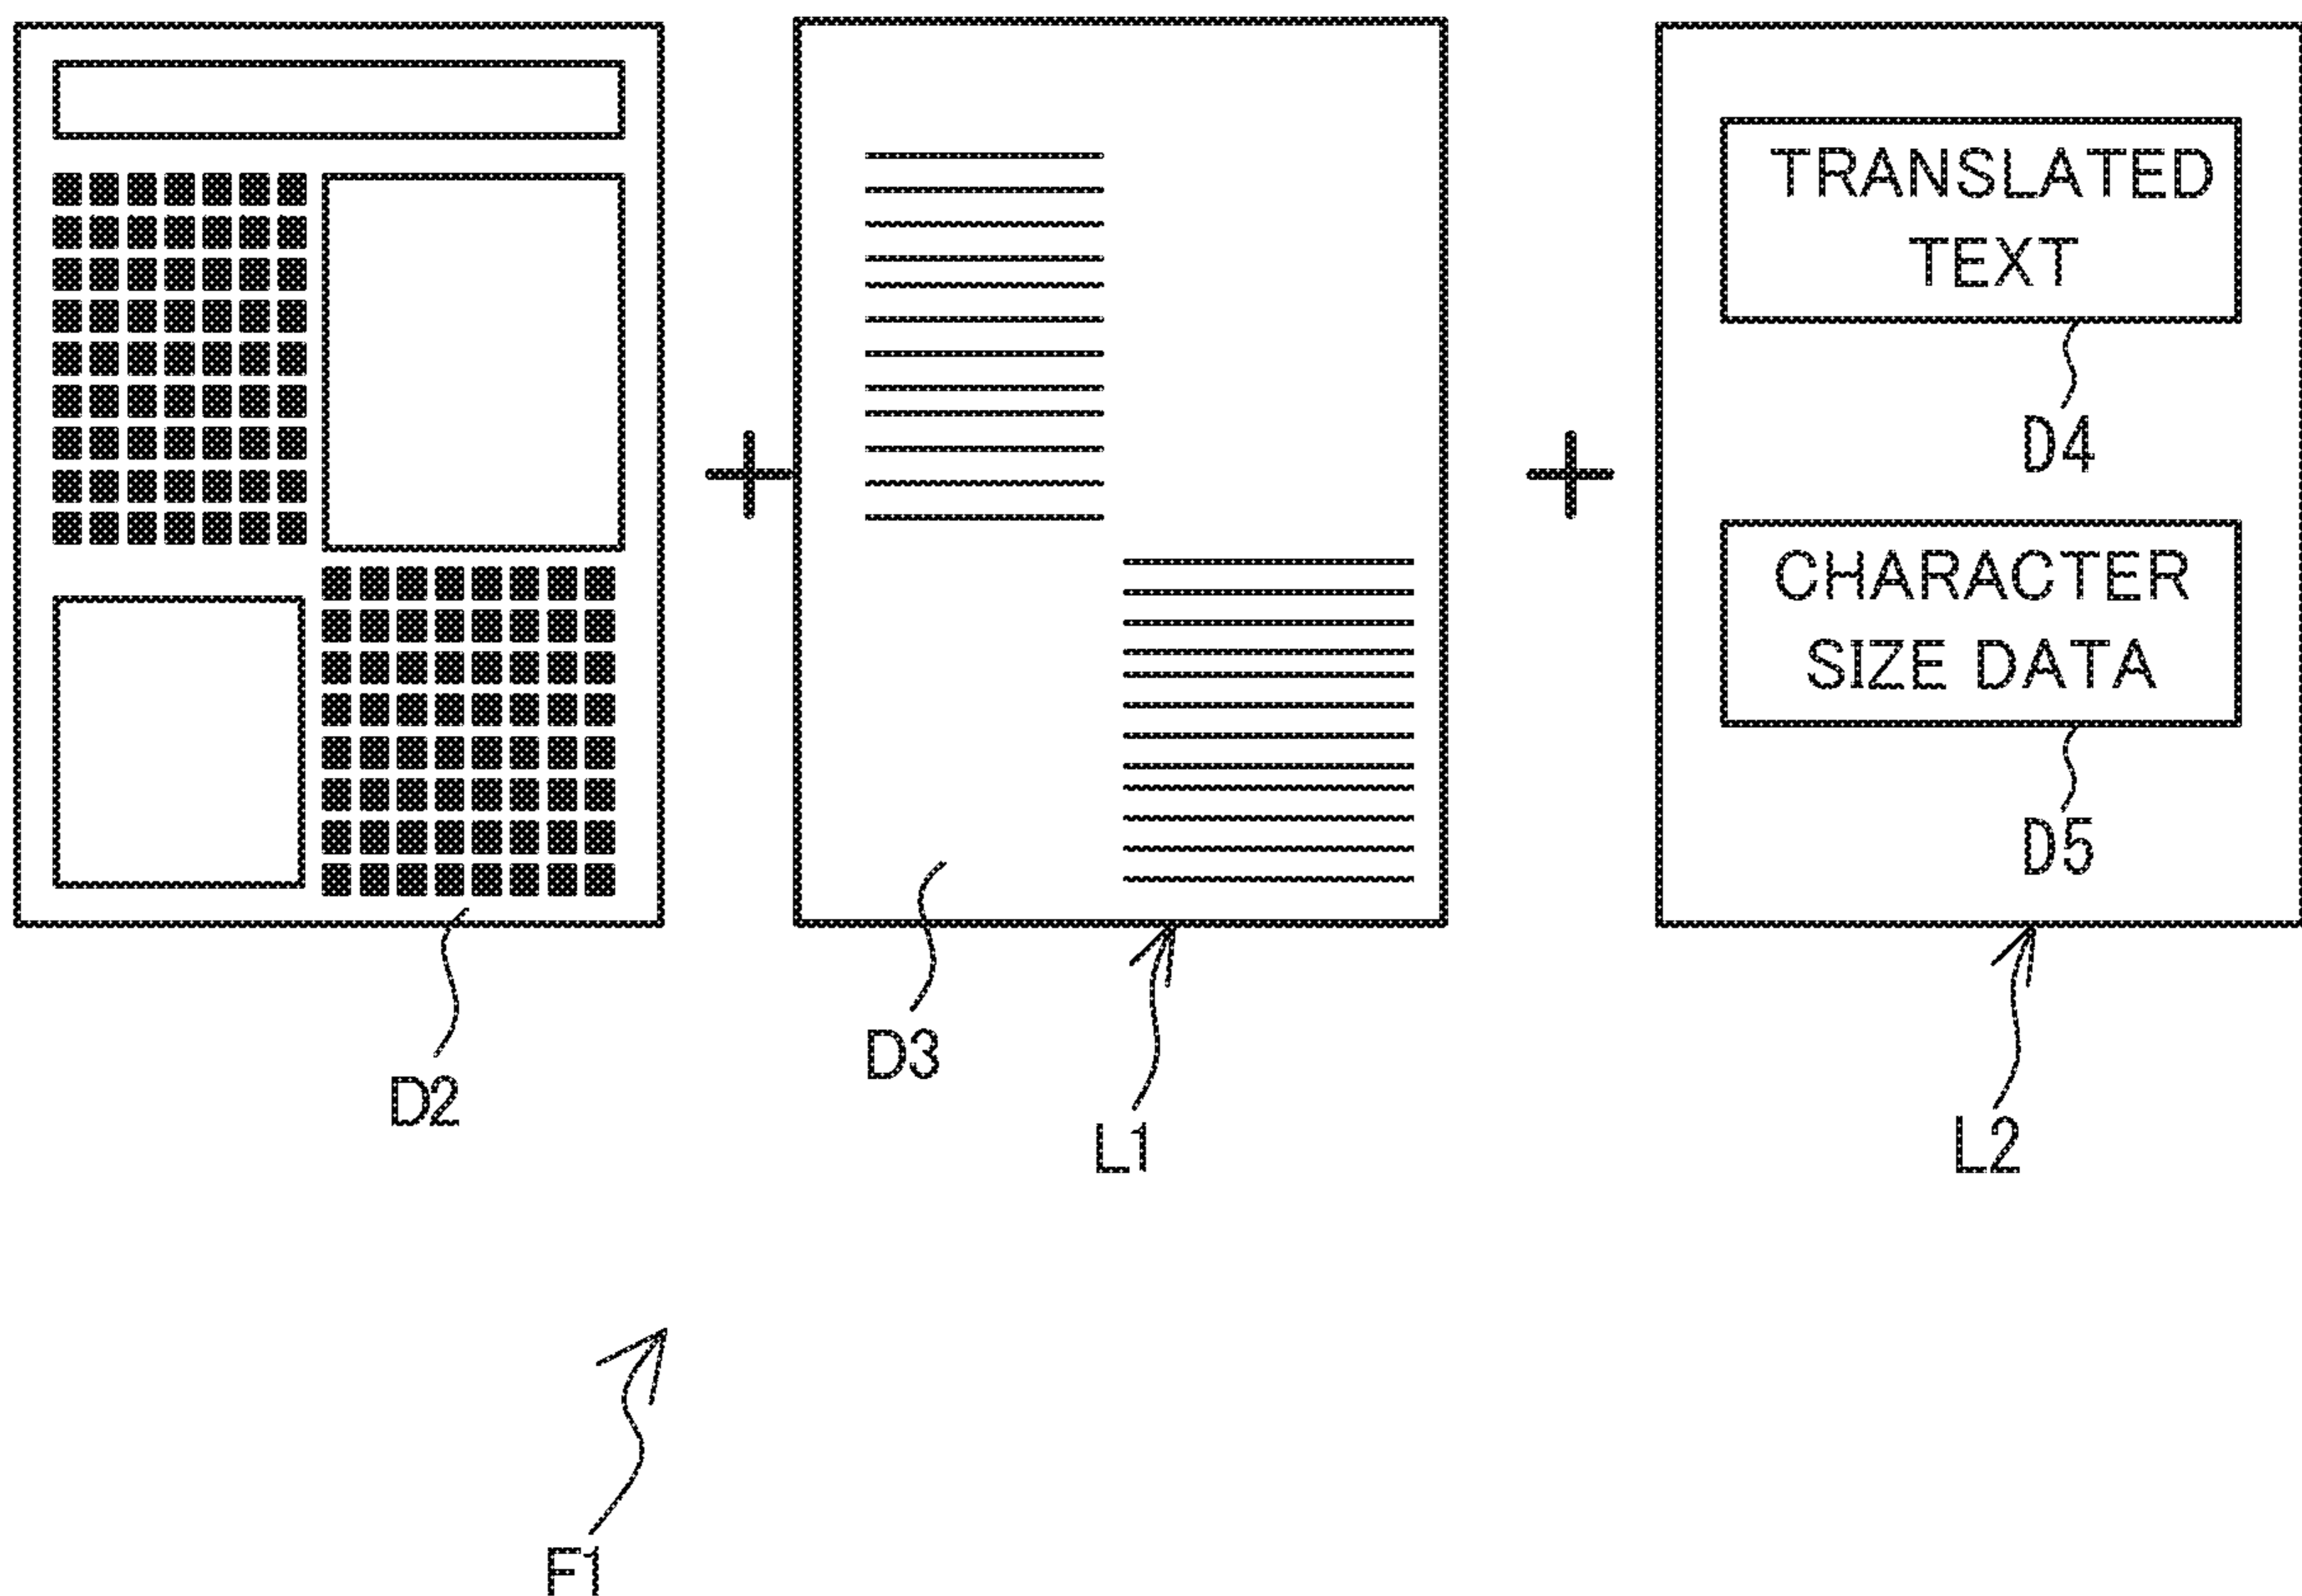 +
+
TRANSLATED
TEXT
D4
CHARACTER
SIZE DATA
D5
D2
D3
L1
L2
F1